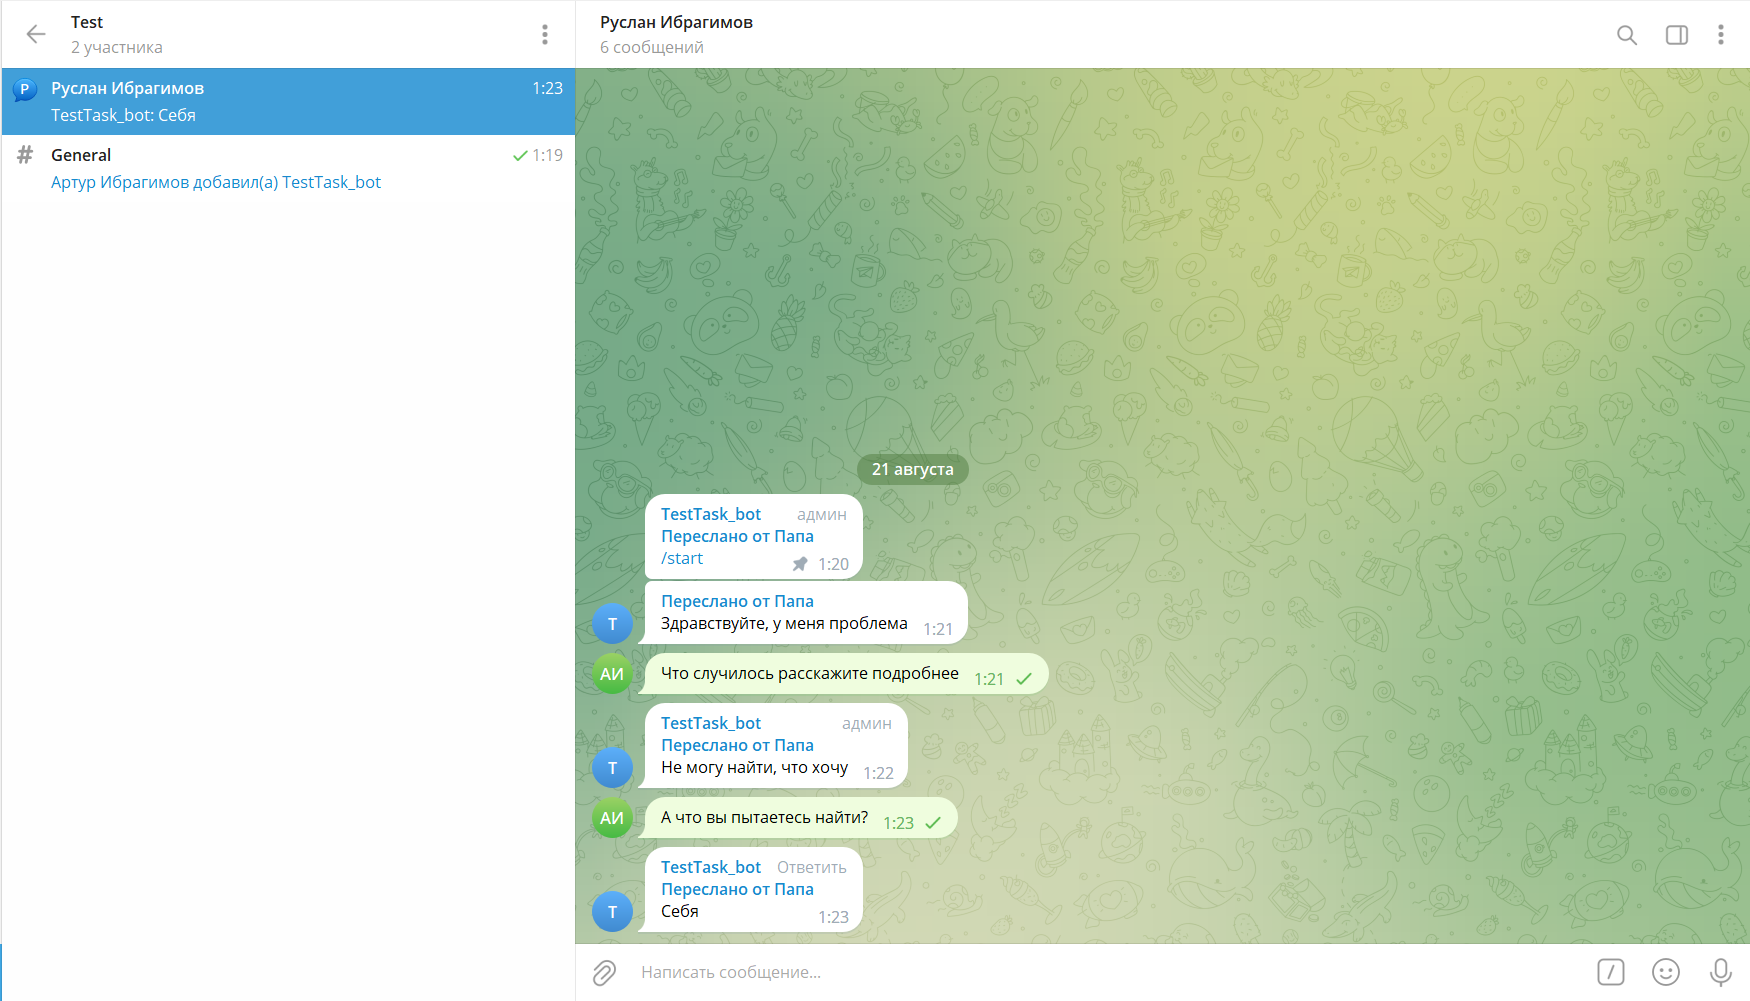 Test
2 участника
Р
Руслан Ибрагимов
1:23
TestTask_bot: Себя
#
General
1:19
Артур Ибрагимов добавил(а) TestTask_bot
Руслан Ибрагимов
6 сообщений
21 августа
TestTask_bot админ
Переслано от Папа
/start
1:20
Переслано от Папа
Здравствуйте, у меня проблема 1:21
T
АИ
Что случилось расскажите подробнее 1:21
TestTask_bot админ
Переслано от Папа
Не могу найти, что хочу 1:22
T
АИ
А что вы пытаетесь найти? 1:23
TestTask_bot Ответить
Переслано от Папа
Себя 1:23
T
Написать сообщение...
/